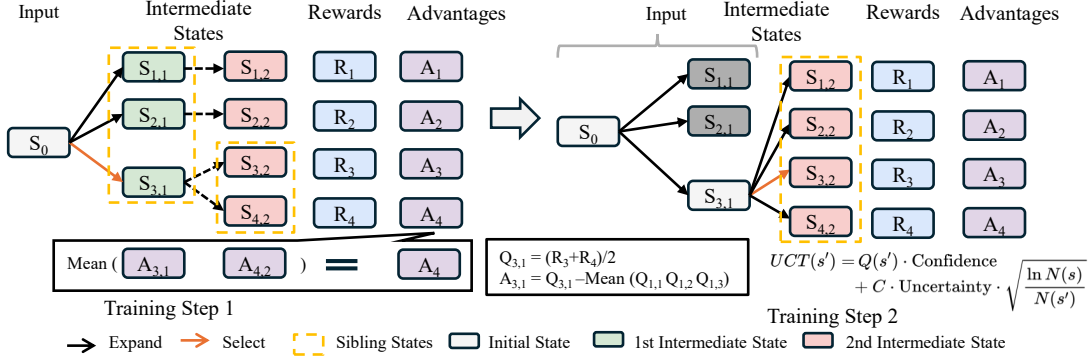 Input
Intermediate
States
Rewards
Advantages
S1,1
S1,2
R1
A1
S2,1
S2,2
R2
A2
S0
S3,1
S3,2
R3
A3
S4,2
R4
A4
Mean ( A3,1 A4,2 ) = A4
Training Step 1
Input
Intermediate
States
Rewards
Advantages
S1,1
S1,2
R1
A1
S2,1
S2,2
R2
A2
S0
S3,2
R3
A3
S3,1
S4,2
R4
A4
Q3,1 = (R3+R4)/2
A3,1 = Q3,1–Mean (Q1,1 Q1,2 Q1,3)
UCT(s′) = Q(s′) · Confidence
+ C · Uncertainty · √(ln N(s) / N(s′))
Training Step 2
Expand
Select
Sibling States
Initial State
1st Intermediate State
2nd Intermediate State